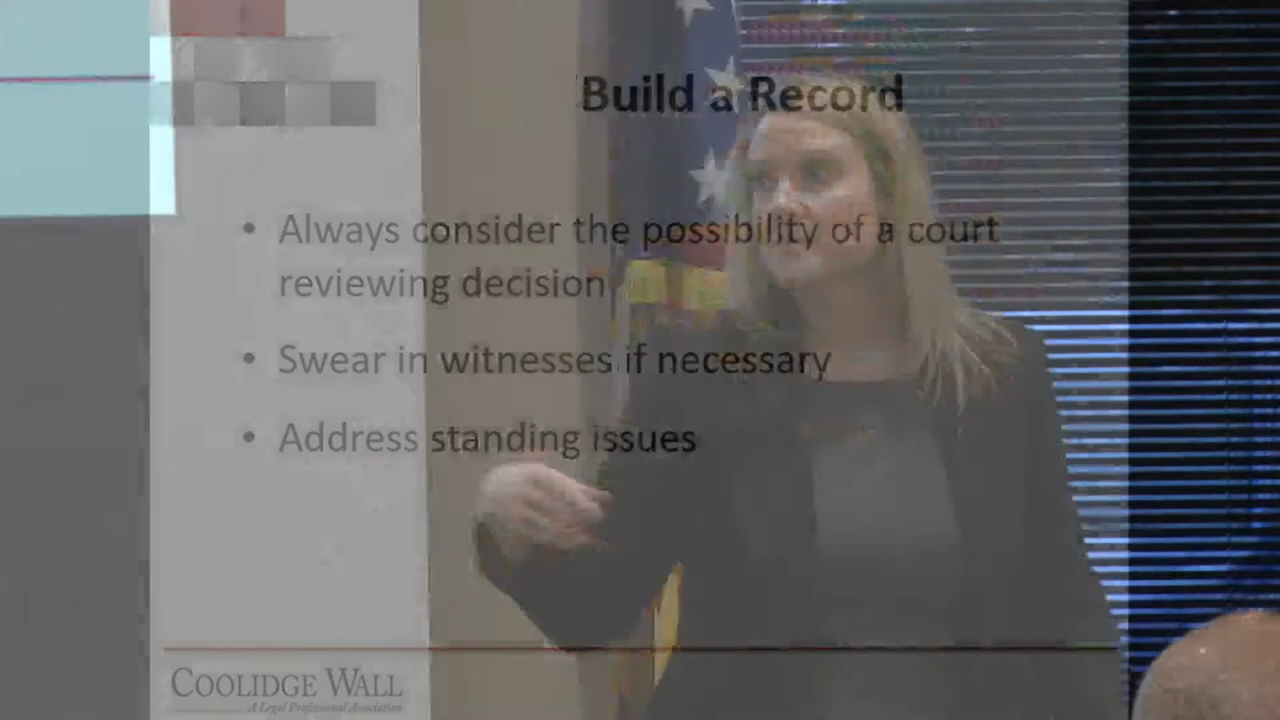 Build a Record
• Always consider the possibility of a court
reviewing decision
• Swear in witnesses if necessary
• Address standing issues
COOLIDGE WALL
A Legal Professional Association